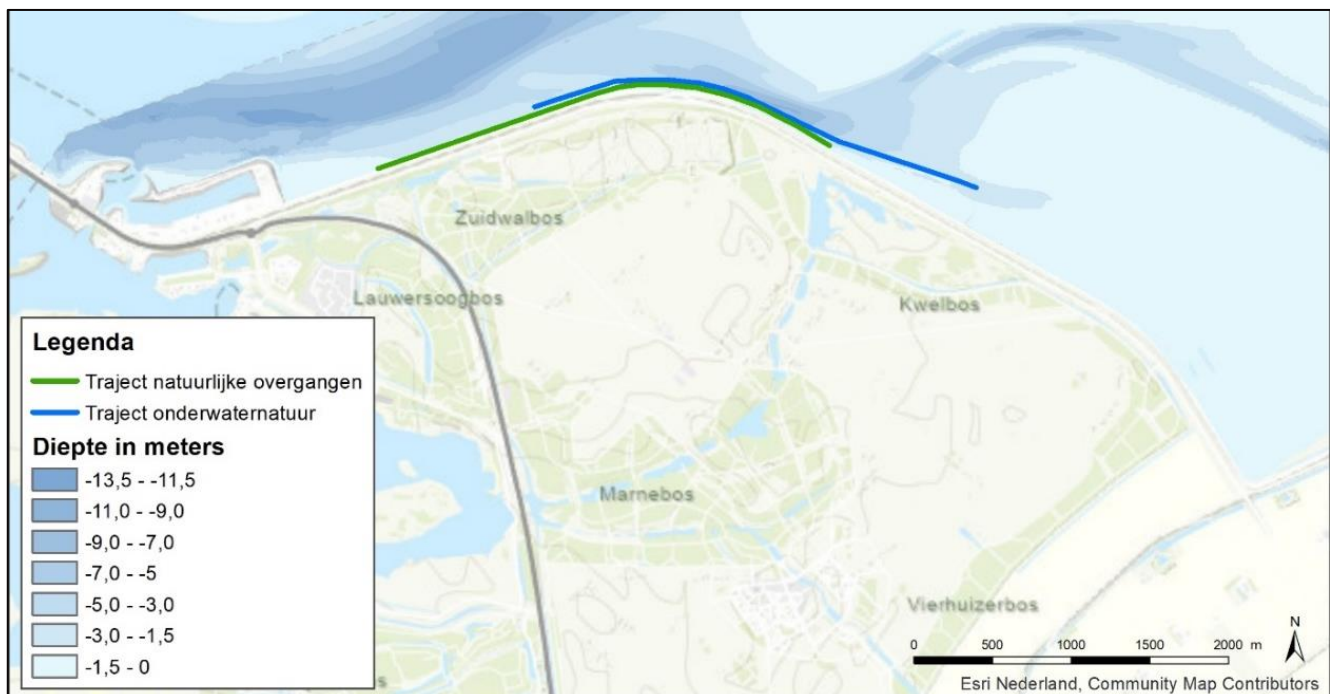 Zuidwalbos
Lauwersoogbos
Kwelbos
Marnebos
Vierhuizerbos
Legenda
Traject natuurlijke overgangen
Traject onderwaternatuur
Diepte in meters
-13,5 - -11,5
-11,0 - -9,0
-9,0 - -7,0
-7,0 - -5
-5,0 - -3,0
-3,0 - -1,5
-1,5 - 0
0 500 1000 1500 2000 m
N
Esri Nederland, Community Map Contributors